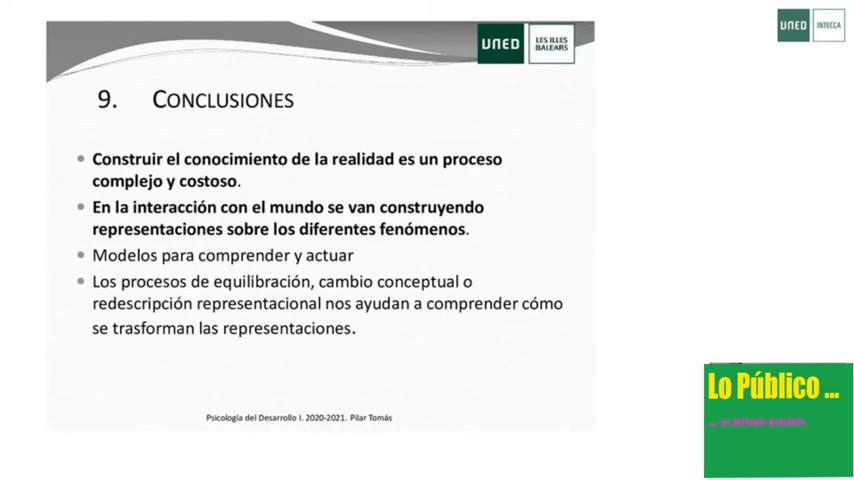 UNED
LES ILLES
BALEARS
UNED
INTECCA
9. CONCLUSIONES
Construir el conocimiento de la realidad es un proceso
complejo y costoso.
En la interacción con el mundo se van construyendo
representaciones sobre los diferentes fenómenos.
Modelos para comprender y actuar
Los procesos de equilibración, cambio conceptual o
redescripción representacional nos ayudan a comprender cómo
se trasforman las representaciones.
Lo Público ...
Psicología del Desarrollo I. 2020-2021. Pilar Tomás